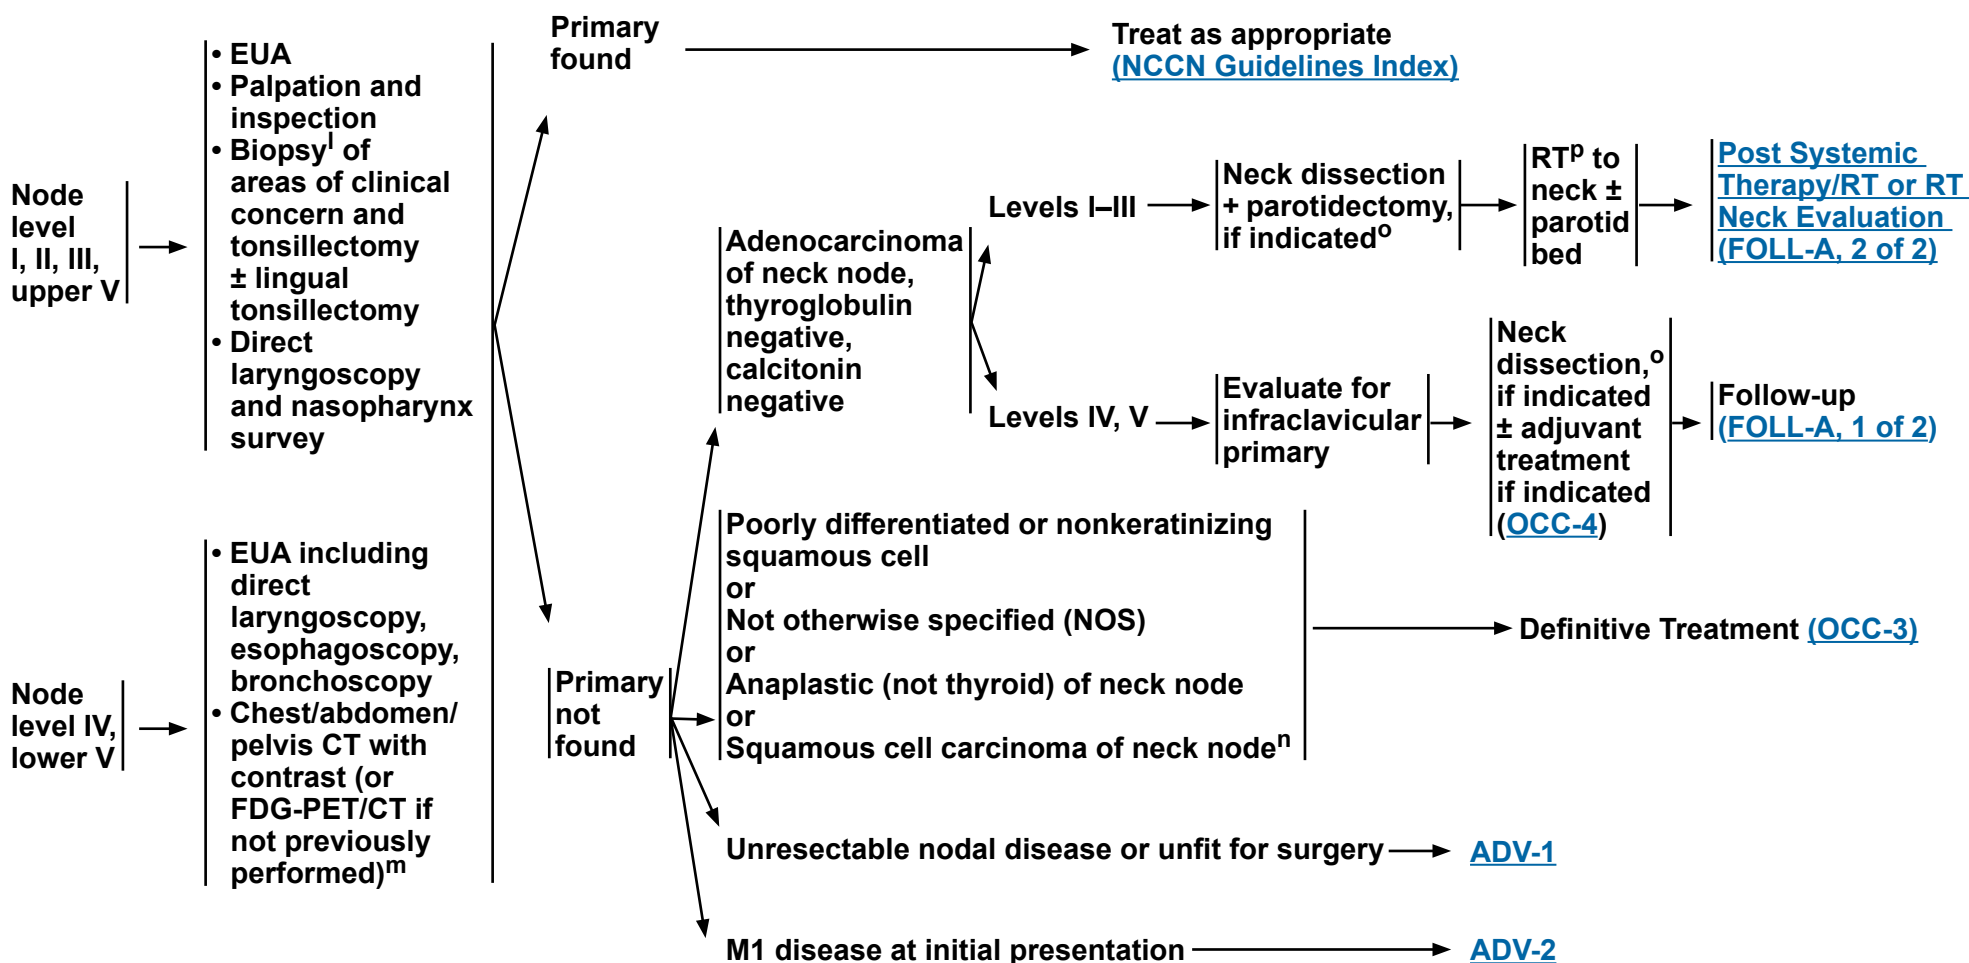 Node
level
I, II, III,
upper V
• EUA
• Palpation and
inspection
• Biopsyl of
areas of clinical
concern and
tonsillectomy
± lingual
tonsillectomy
• Direct
laryngoscopy
and nasopharynx
survey
Node
level IV,
lower V
• EUA including
direct
laryngoscopy,
esophagoscopy,
bronchoscopy
• Chest/abdomen/
pelvis CT with
contrast (or
FDG-PET/CT if
not previously
performed)m
Primary
found
Treat as appropriate
(NCCN Guidelines Index)
Primary
not
found
Adenocarcinoma
of neck node,
thyroglobulin
negative,
calcitonin
negative
Levels I–III
Neck dissection
+ parotidectomy,
if indicatedo
RTp to
neck ±
parotid
bed
Post Systemic
Therapy/RT or RT
Neck Evaluation
(FOLL-A, 2 of 2)
Levels IV, V
Evaluate for
infraclavicular
primary
Neck
dissection,o
if indicated
± adjuvant
treatment
if indicated
(OCC-4)
Follow-up
(FOLL-A, 1 of 2)
Poorly differentiated or nonkeratinizing
squamous cell
or
Not otherwise specified (NOS)
or
Anaplastic (not thyroid) of neck node
or
Squamous cell carcinoma of neck noden
Definitive Treatment (OCC-3)
Unresectable nodal disease or unfit for surgery
ADV-1
M1 disease at initial presentation
ADV-2